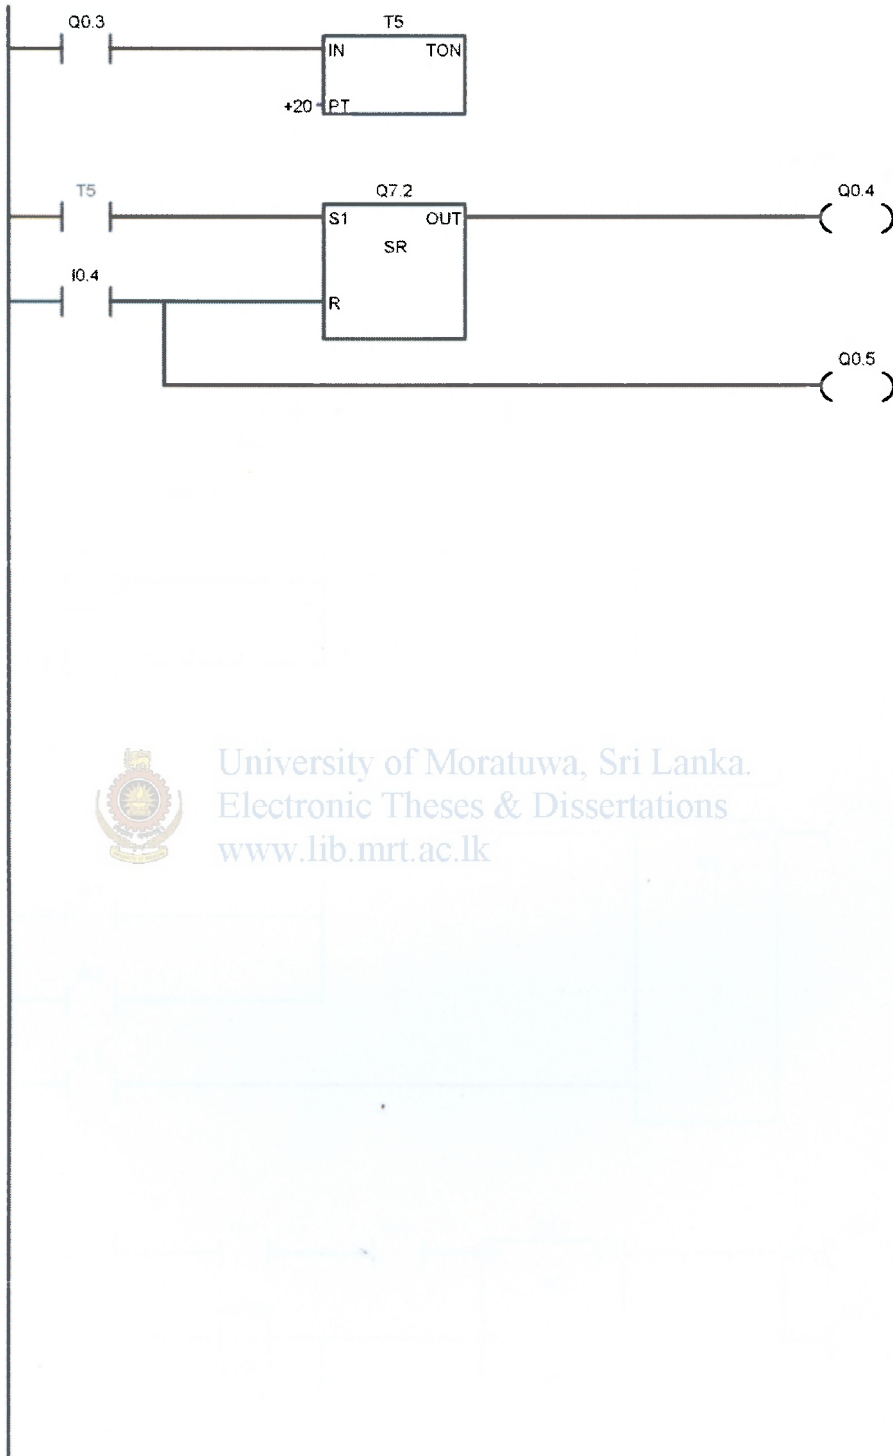 Q0.3
T5
IN TON
+20 PT
T5
Q7.2
Q0.4
S1 OUT
SR
I0.4
R
Q0.5
University of Moratuwa, Sri Lanka.
Electronic Theses & Dissertations
www.lib.mrt.ac.lk